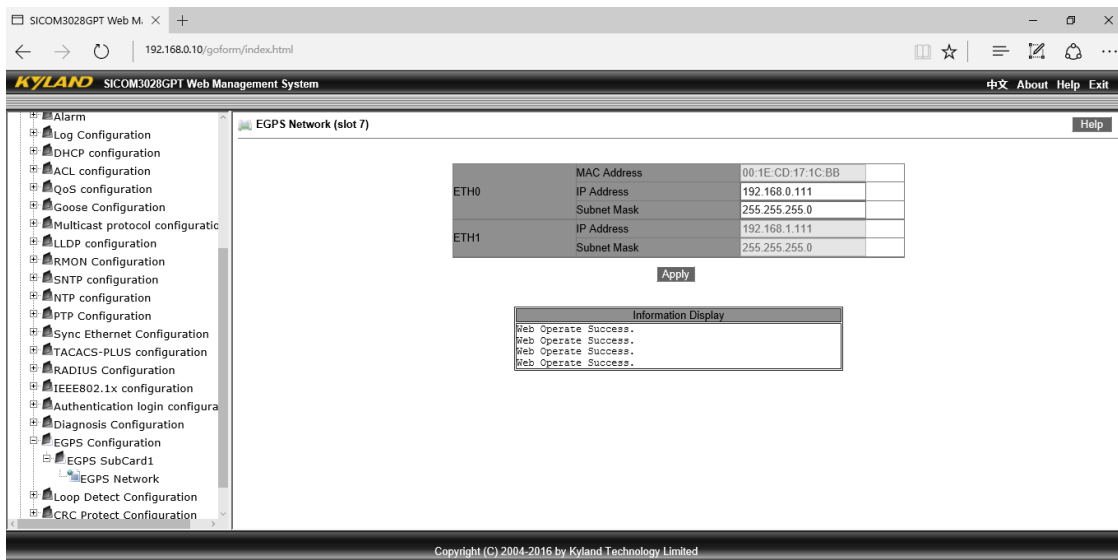 SICOM3028GPT Web Ma
192.168.0.10/goform/index.html
KYLAND SICOM3028GPT Web Management System
中文 About Help Exit
Alarm
Log Configuration
DHCP configuration
ACL configuration
QoS configuration
Goose Configuration
Multicast protocol configuratic
LLDP configuration
RMON Configuration
SNTP configuration
NTP configuration
PTP Configuration
Sync Ethernet Configuration
TACACS-PLUS configuration
RADIUS Configuration
IEEE802.1x configuration
Authentication login configura
Diagnosis Configuration
EGPS Configuration
EGPS SubCard1
EGPS Network
Loop Detect Configuration
CRC Protect Configuration
EGPS Network (slot 7)
Help
ETH0
MAC Address 00:1E:CD:17:1C:BB
IP Address 192.168.0.111
Subnet Mask 255.255.255.0
ETH1
IP Address 192.168.1.111
Subnet Mask 255.255.255.0
Apply
Information Display
Web Operate Success.
Web Operate Success.
Web Operate Success.
Web Operate Success.
Copyright (C) 2004-2016 by Kyland Technology Limited